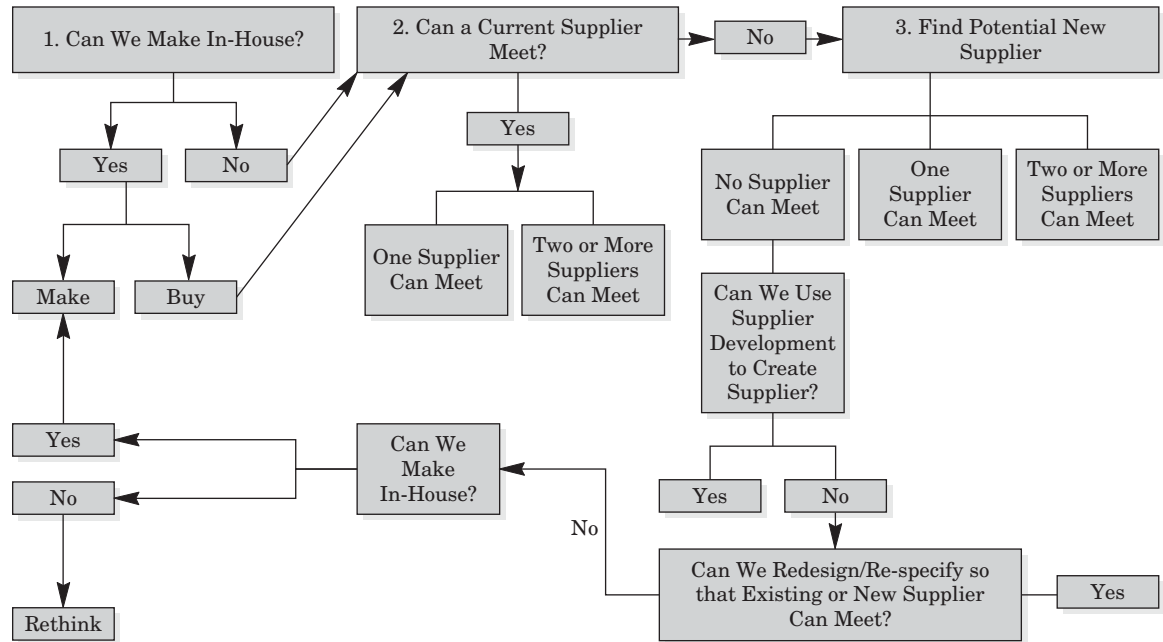 1. Can We Make In-House?
2. Can a Current Supplier
Meet?
No
3. Find Potential New
Supplier
Yes
No
Yes
No Supplier
Can Meet
One
Supplier
Can Meet
Two or More
Suppliers
Can Meet
Make
Buy
One Supplier
Can Meet
Two or More
Suppliers
Can Meet
Can We Use
Supplier
Development
to Create
Supplier?
Yes
No
Can We
Make
In-House?
Yes
No
No
Can We Redesign/Re-specify so
that Existing or New Supplier
Can Meet?
Yes
Rethink